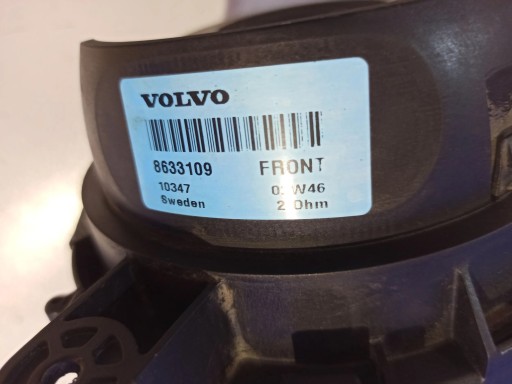 VOLVO
8633109 FRONT
10347
Sweden 2 Ohm